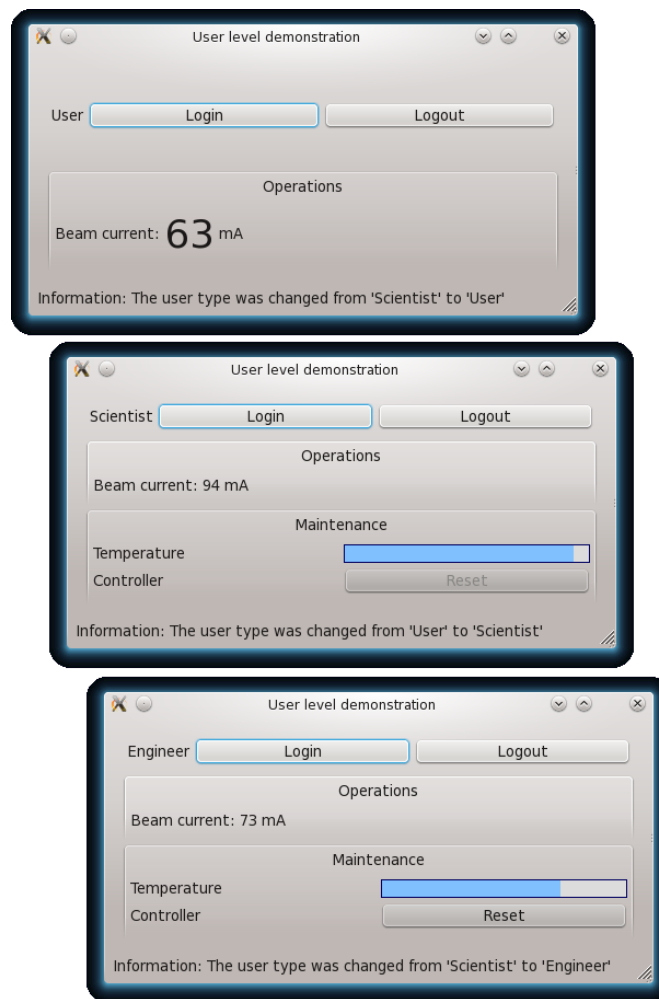 User level demonstration
User Login Logout
Operations
Beam current: 63 mA
Information: The user type was changed from 'Scientist' to 'User'
User level demonstration
Scientist Login Logout
Operations
Beam current: 94 mA
Maintenance
Temperature
Controller Reset
Information: The user type was changed from 'User' to 'Scientist'
User level demonstration
Engineer Login Logout
Operations
Beam current: 73 mA
Maintenance
Temperature
Controller Reset
Information: The user type was changed from 'Scientist' to 'Engineer'